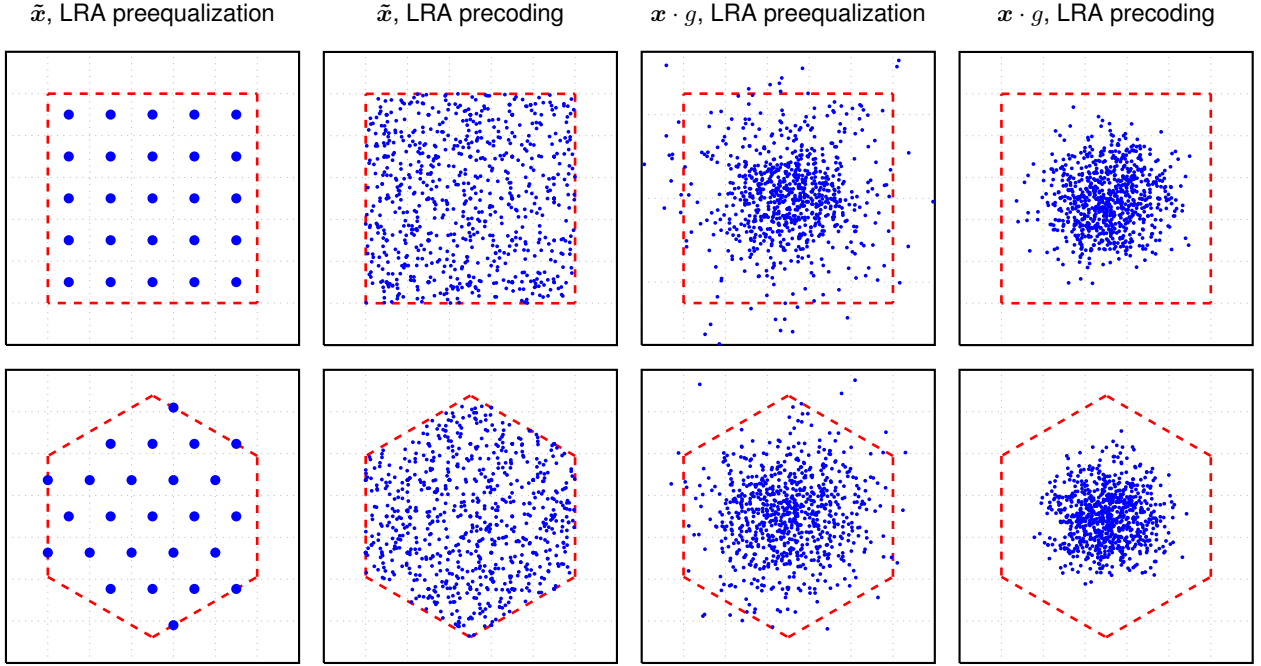 x̃, LRA preequalization
x̃, LRA precoding
x · g, LRA preequalization
x · g, LRA precoding